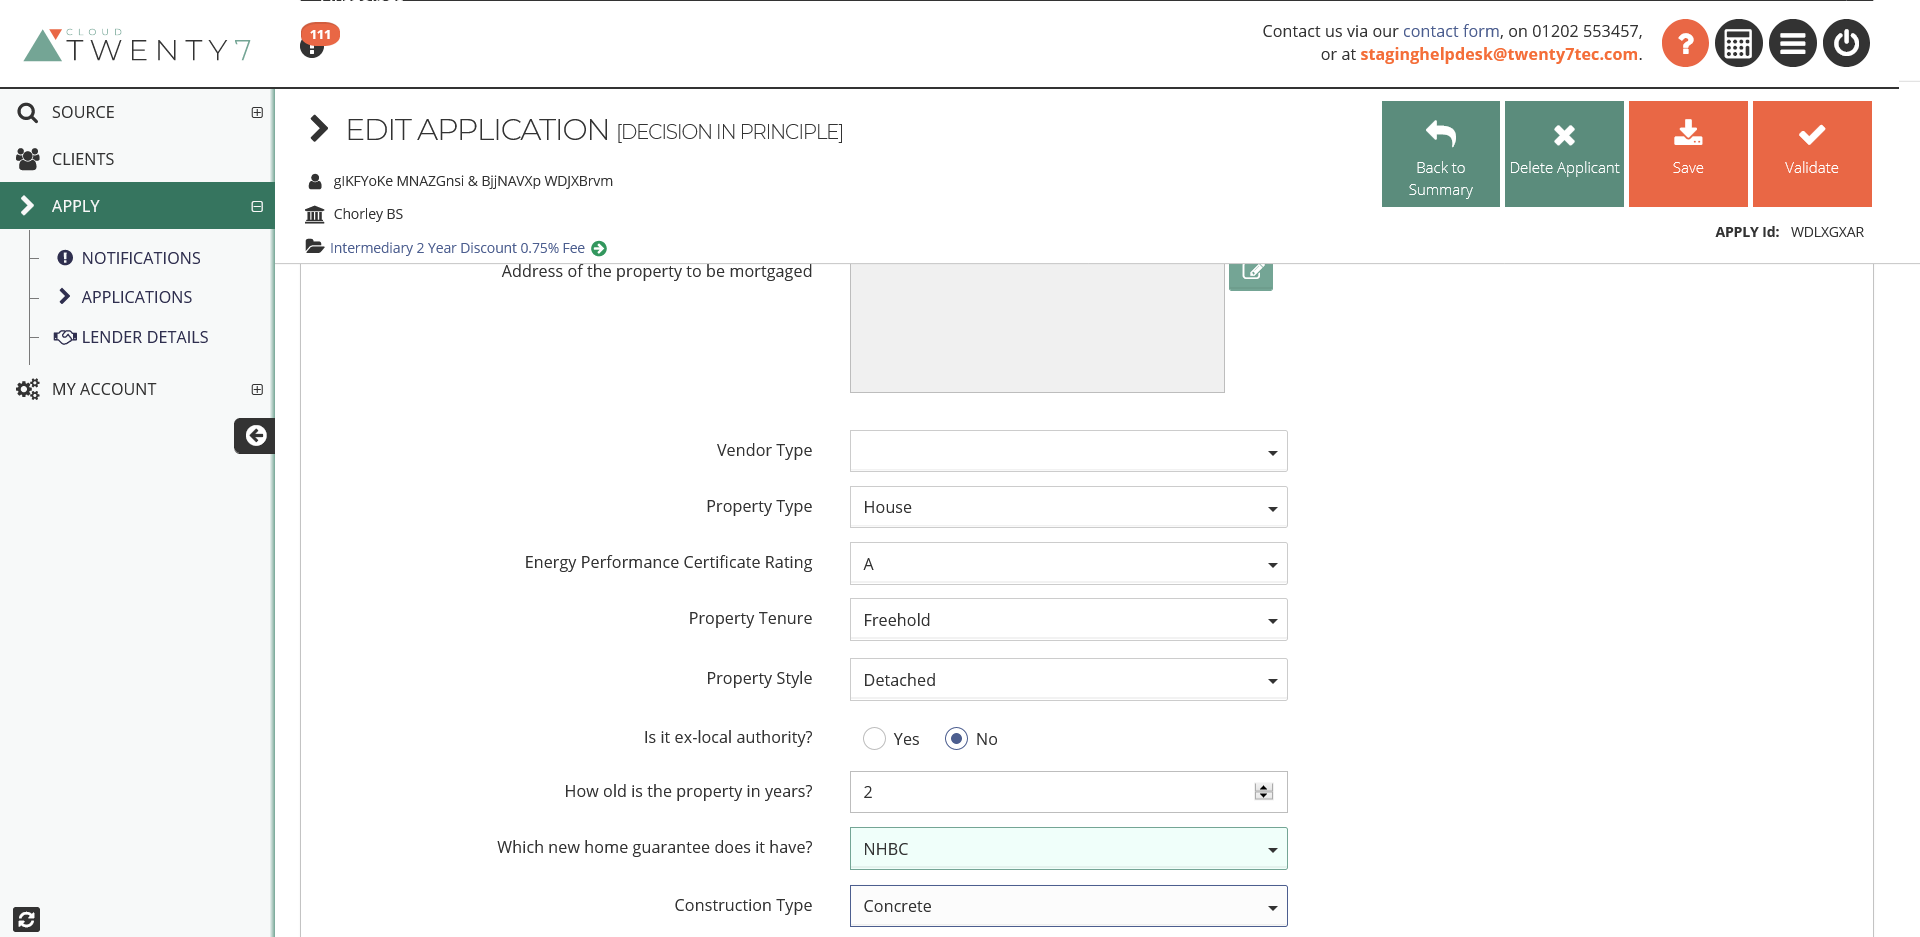 CLOUD
TWENTY 7
111
Contact us via our contact form, on 01202 553457,
or at staginghelpdesk@twenty7tec.com.
SOURCE
CLIENTS
APPLY
NOTIFICATIONS
APPLICATIONS
LENDER DETAILS
MY ACCOUNT
EDIT APPLICATION [DECISION IN PRINCIPLE]
glKFYoKe MNAZGnsi & BjjNAVXp WDJXBrvm
Chorley BS
Intermediary 2 Year Discount 0.75% Fee
Back to
Summary
Delete Applicant
Save
Validate
APPLY Id: WDLXGXAR
Address of the property to be mortgaged
Vendor Type
Property Type House
Energy Performance Certificate Rating A
Property Tenure Freehold
Property Style Detached
Is it ex-local authority? Yes No
How old is the property in years? 2
Which new home guarantee does it have? NHBC
Construction Type Concrete